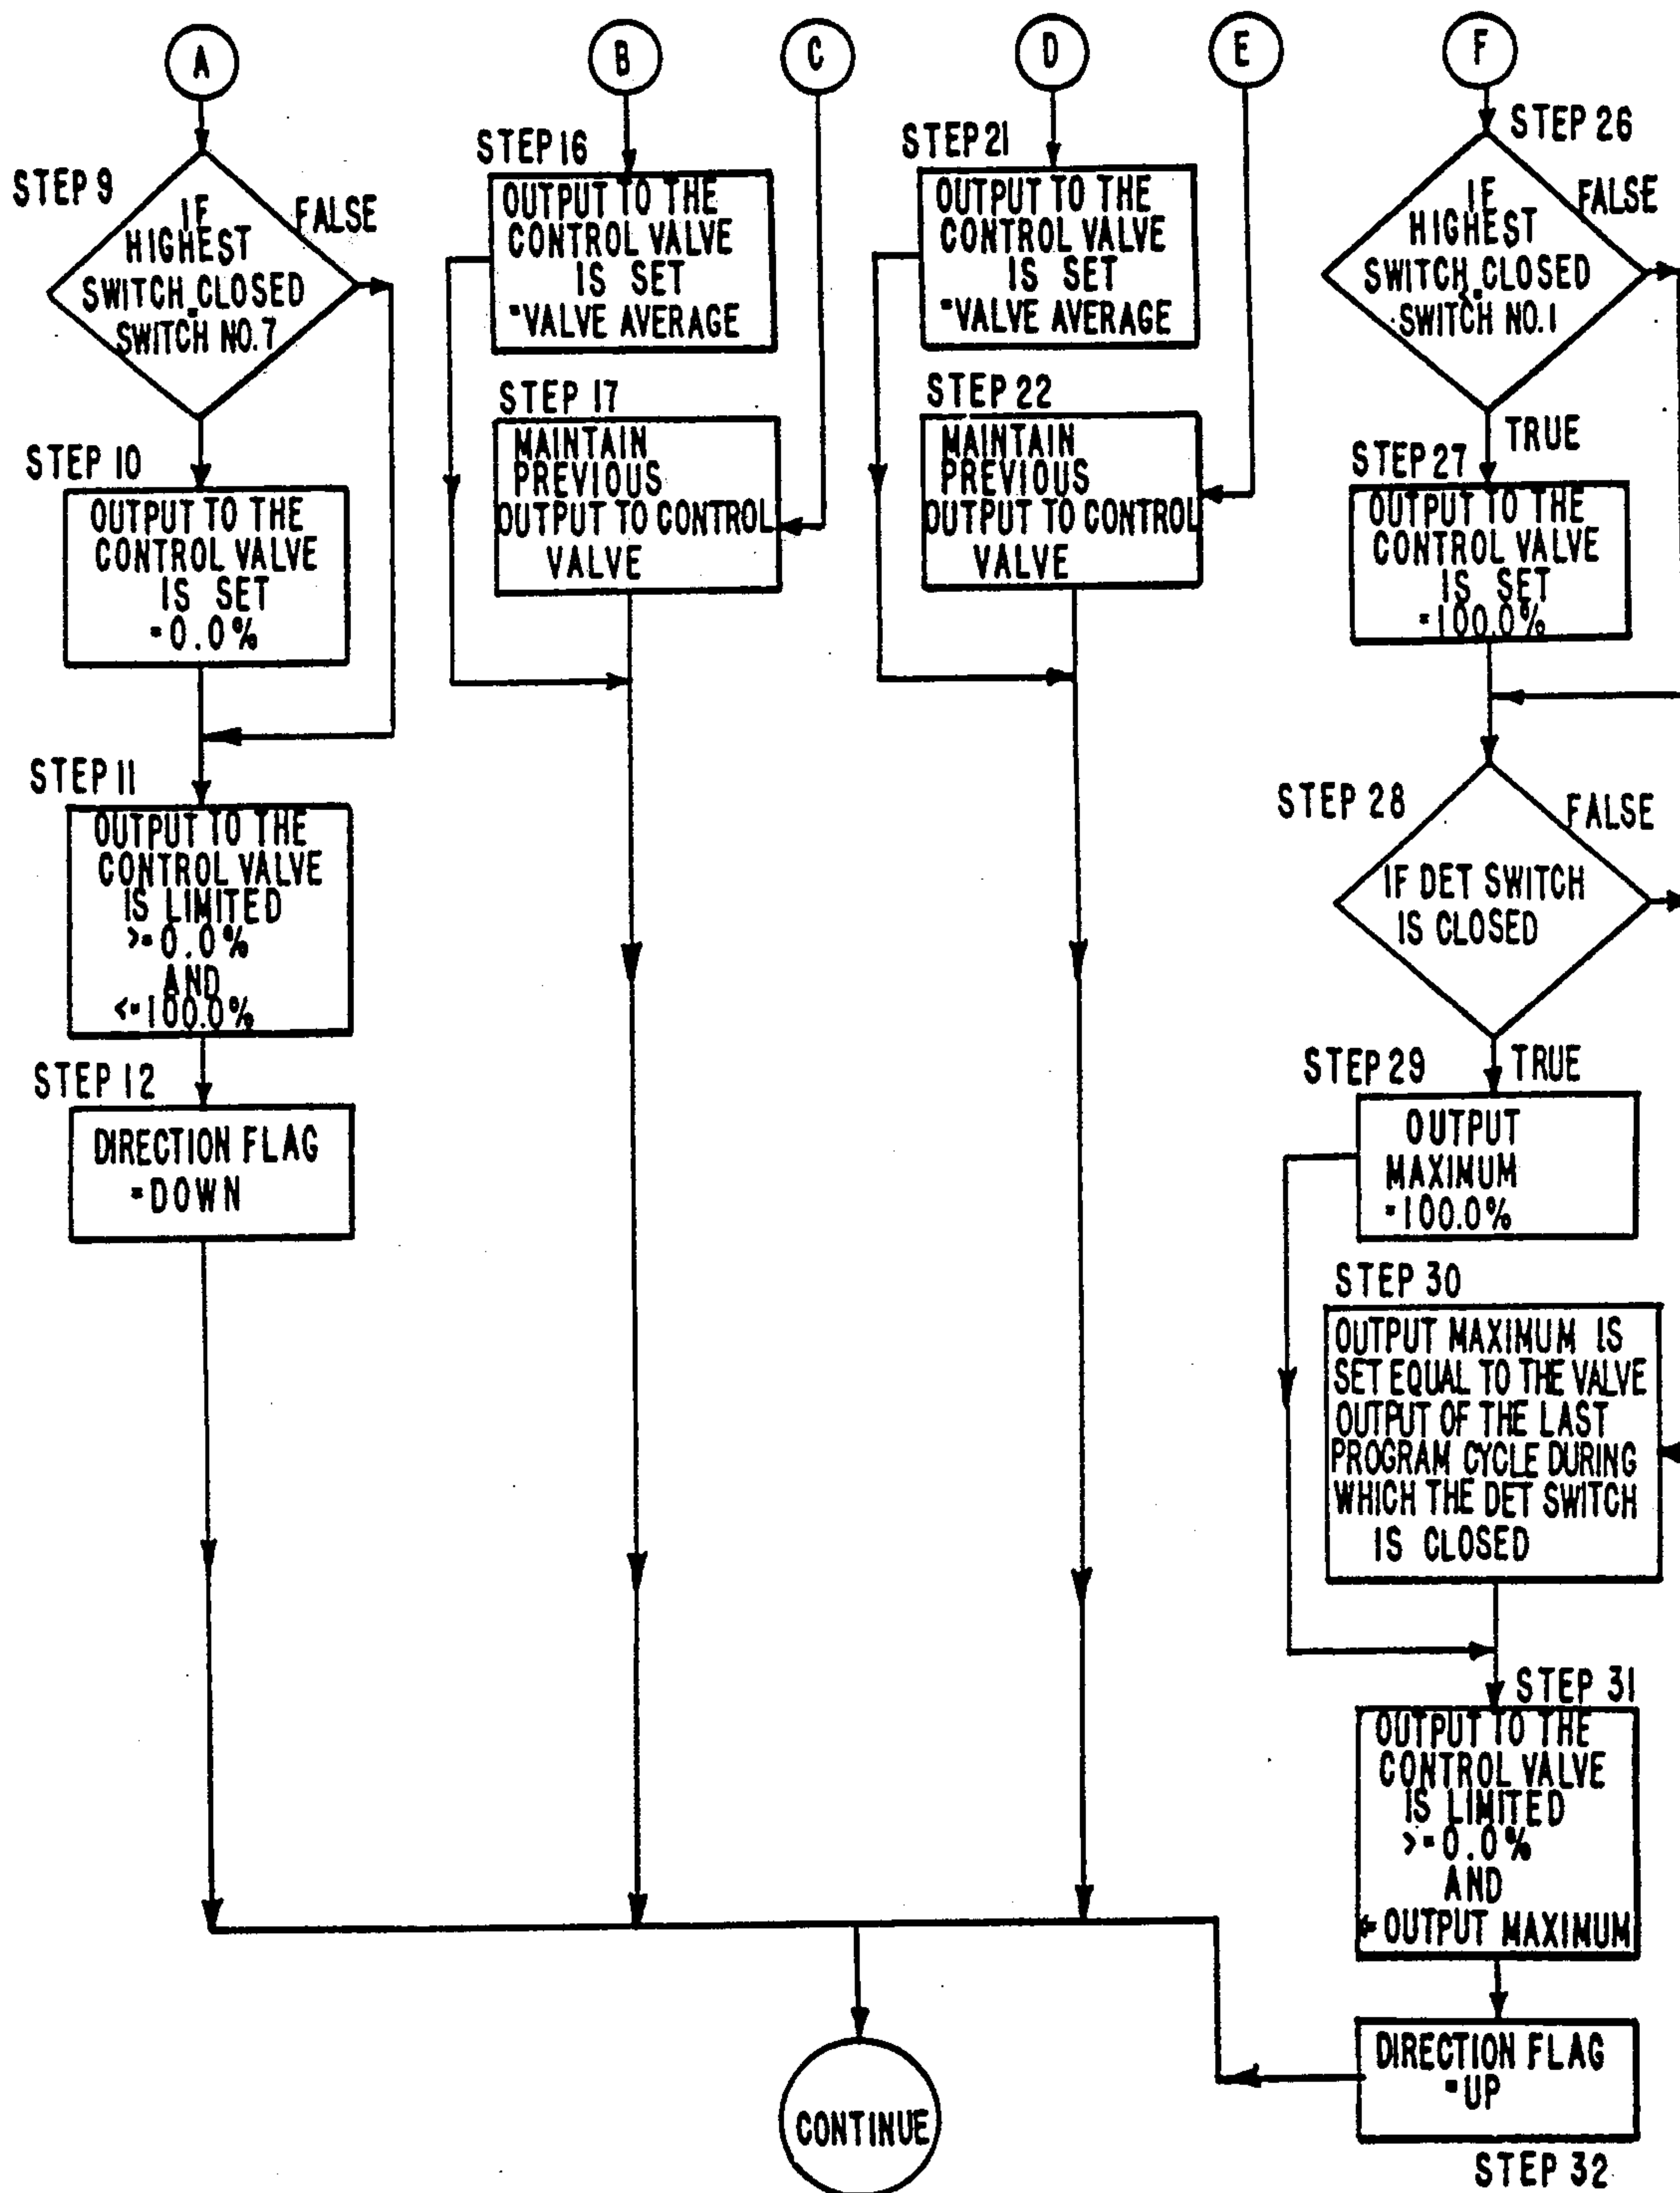 A
STEP 9
IF
HIGHEST
SWITCH CLOSED
=
SWITCH NO. 7
FALSE
STEP 10
OUTPUT TO THE
CONTROL VALVE
IS SET
=0.0%
STEP 11
OUTPUT TO THE
CONTROL VALVE
IS LIMITED
>=0.0%
AND
<=100.0%
STEP 12
DIRECTION FLAG
=DOWN
B
C
STEP 16
OUTPUT TO THE
CONTROL VALVE
IS SET
=VALVE AVERAGE
STEP 17
MAINTAIN
PREVIOUS
OUTPUT TO CONTROL
VALVE
D
E
STEP 21
OUTPUT TO THE
CONTROL VALVE
IS SET
=VALVE AVERAGE
STEP 22
MAINTAIN
PREVIOUS
OUTPUT TO CONTROL
VALVE
F
STEP 26
IF
HIGHEST
SWITCH CLOSED
SWITCH NO. 1
FALSE
TRUE
STEP 27
OUTPUT TO THE
CONTROL VALVE
IS SET
=100.0%
STEP 28
FALSE
IF DET SWITCH
IS CLOSED
TRUE
STEP 29
OUTPUT
MAXIMUM
=100.0%
STEP 30
OUTPUT MAXIMUM IS
SET EQUAL TO THE VALVE
OUTPUT OF THE LAST
PROGRAM CYCLE DURING
WHICH THE DET SWITCH
IS CLOSED
STEP 31
OUTPUT TO THE
CONTROL VALVE
IS LIMITED
>=0.0%
AND
<=OUTPUT MAXIMUM
DIRECTION FLAG
=UP
STEP 32
CONTINUE